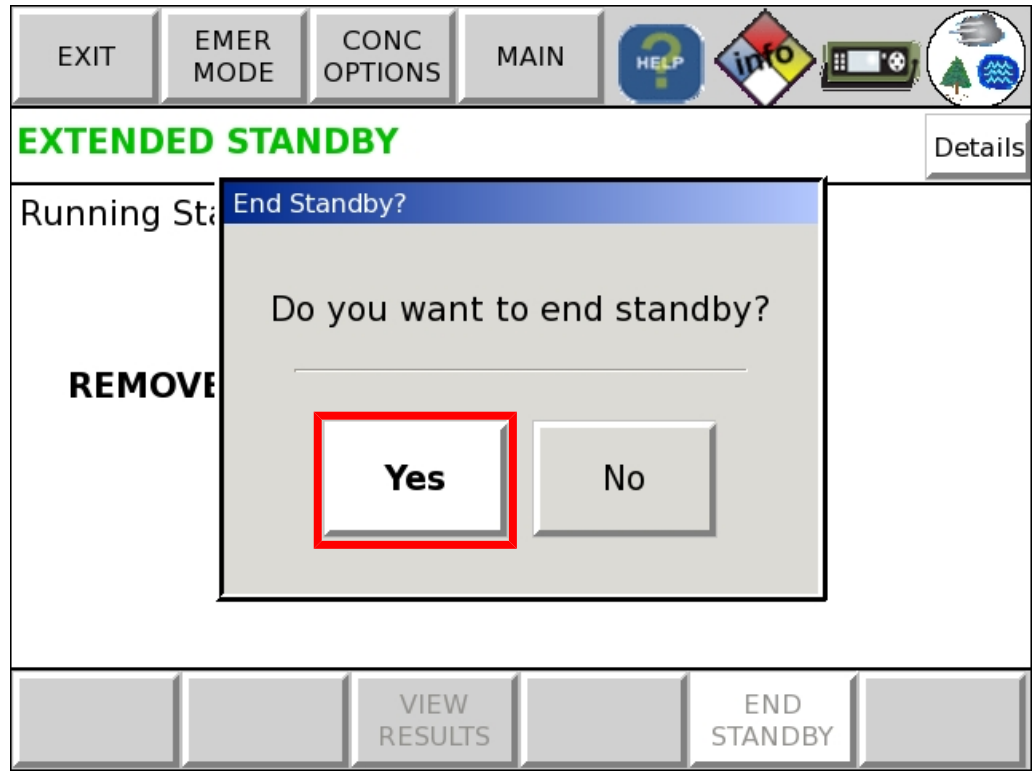 EXIT
EMER
MODE
CONC
OPTIONS
MAIN
HELP
info
EXTENDED STANDBY
Details
Running
End Standby?
Do you want to end standby?
REMOVE
Yes
No
VIEW
RESULTS
END
STANDBY